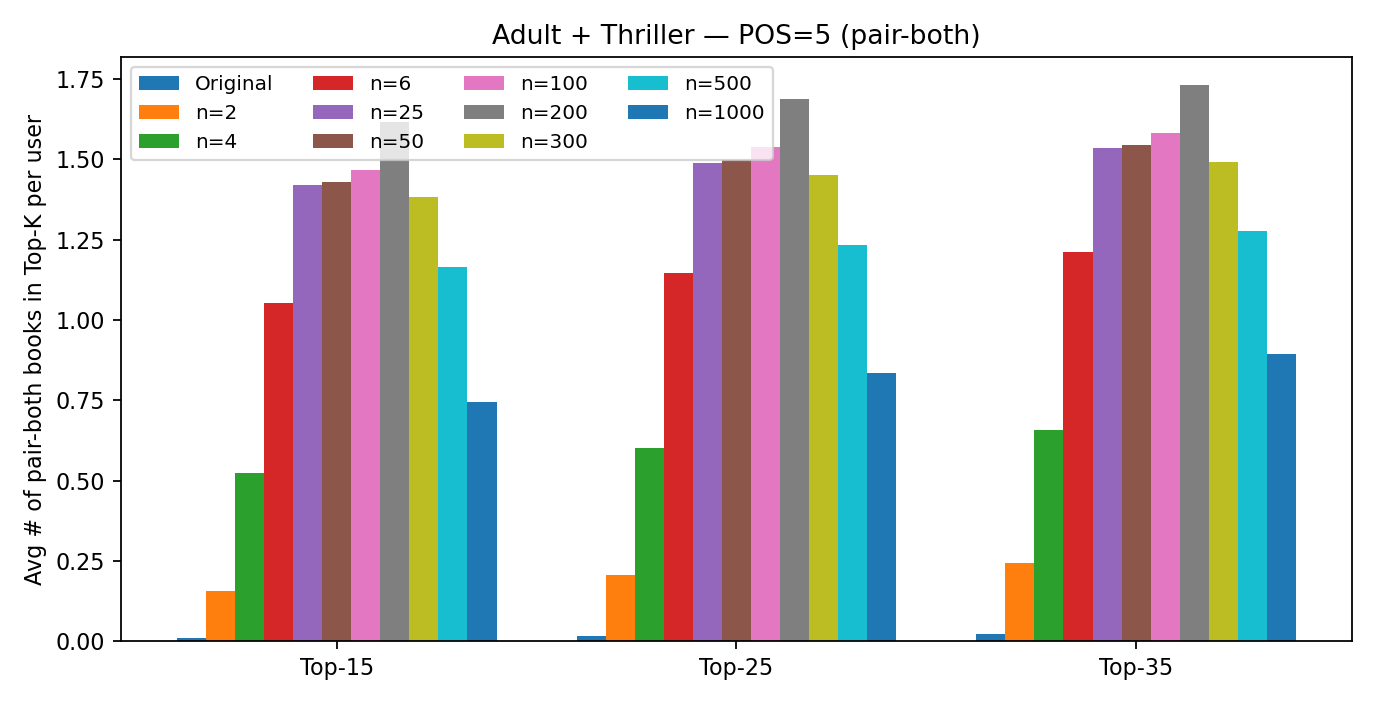 Adult + Thriller — POS=5 (pair-both)
Avg # of pair-both books in Top-K per user
1.75
1.50
1.25
1.00
0.75
0.50
0.25
0.00
Original
n=2
n=4
n=6
n=25
n=50
n=100
n=200
n=300
n=500
n=1000
Top-15
Top-25
Top-35